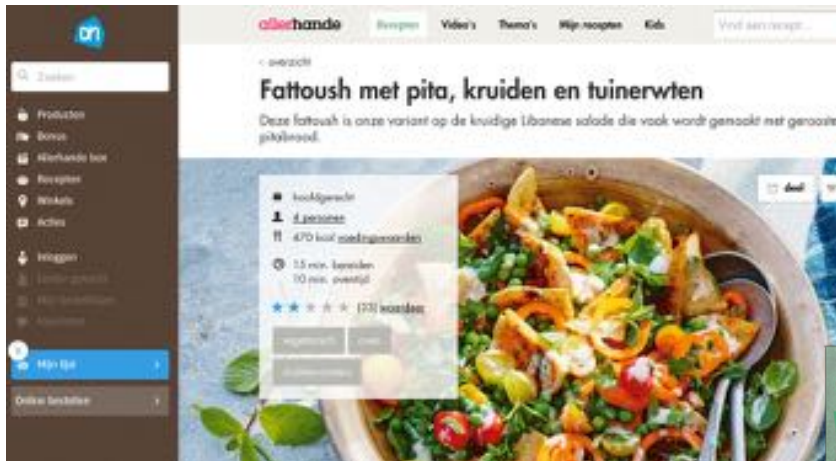 Zoeken
Producten
Bonus
Allerhande box
Recepten
Winkels
Acties
Inloggen
Mijn lijst
Online bestellen
allerhande
Recepten
Video's
Thema's
Mijn recepten
Kids
Vind een recept...
< overzicht
Fattoush met pita, kruiden en tuinerwten
Deze fattoush is onze variant op de kruidige Libanese salade die vaak wordt gemaakt met gerooste
pitabrood.
hoofdgerecht
4 personen
470 kcal voedingswaarden
15 min. bereiden
10 min. oventijd
waardeer
deel